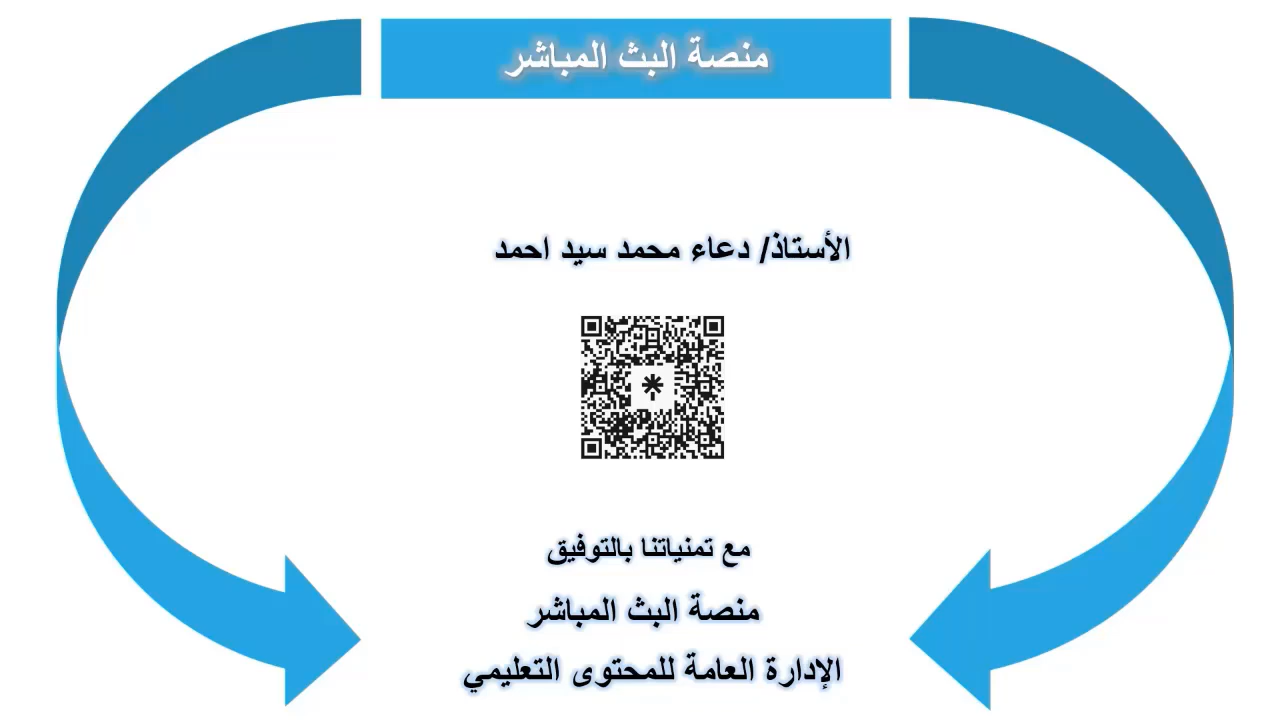 منصة البث المباشر
الأستاذ/ دعاء محمد سيد احمد
مع تمنياتنا بالتوفيق
منصة البث المباشر
الإدارة العامة للمحتوى التعليمي